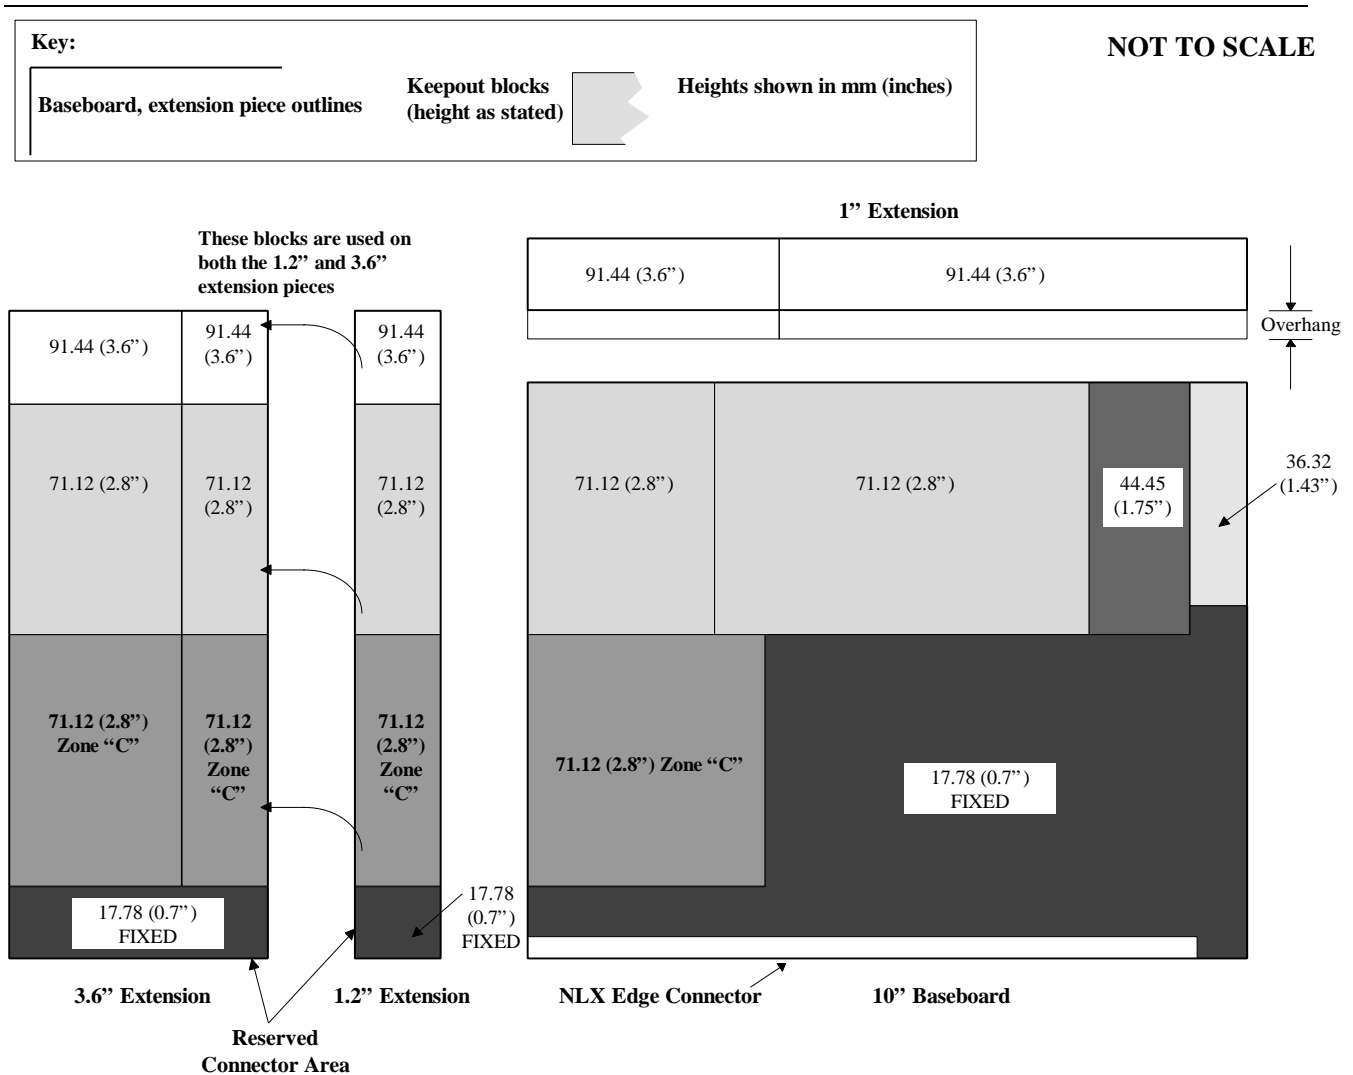 Key:
Baseboard, extension piece outlines
Keepout blocks
(height as stated)
Heights shown in mm (inches)
NOT TO SCALE
These blocks are used on
both the 1.2” and 3.6”
extension pieces
1” Extension
91.44 (3.6”)
91.44 (3.6”)
Overhang
91.44 (3.6”)
91.44
(3.6”)
91.44
(3.6”)
71.12 (2.8”)
71.12
(2.8”)
71.12
(2.8”)
71.12 (2.8”)
71.12 (2.8”)
44.45
(1.75”)
36.32
(1.43”)
71.12 (2.8”)
Zone “C”
71.12
(2.8”)
Zone
“C”
71.12
(2.8”)
Zone
“C”
71.12 (2.8”) Zone “C”
17.78 (0.7”)
FIXED
17.78 (0.7”)
FIXED
17.78
(0.7”)
FIXED
3.6” Extension
1.2” Extension
NLX Edge Connector
10” Baseboard
Reserved
Connector Area